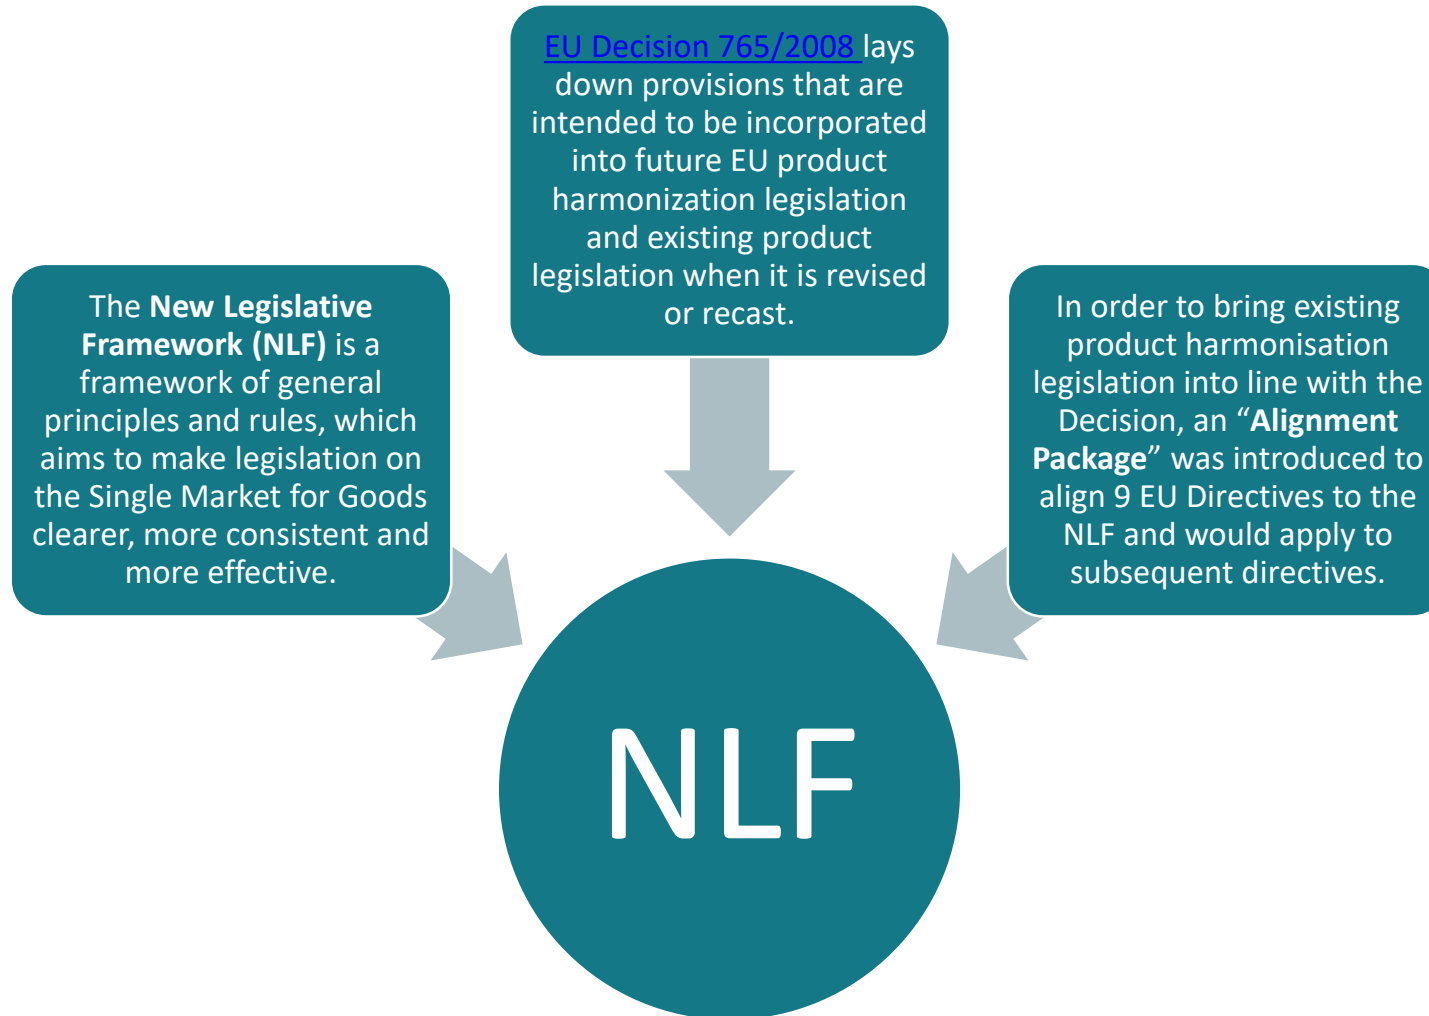 EU Decision 765/2008 lays
down provisions that are
intended to be incorporated
into future EU product
harmonization legislation
and existing product
legislation when it is revised
or recast.
The New Legislative
Framework (NLF) is a
framework of general
principles and rules, which
aims to make legislation on
the Single Market for Goods
clearer, more consistent and
more effective.
In order to bring existing
product harmonisation
legislation into line with the
Decision, an “Alignment
Package” was introduced to
align 9 EU Directives to the
NLF and would apply to
subsequent directives.
NLF